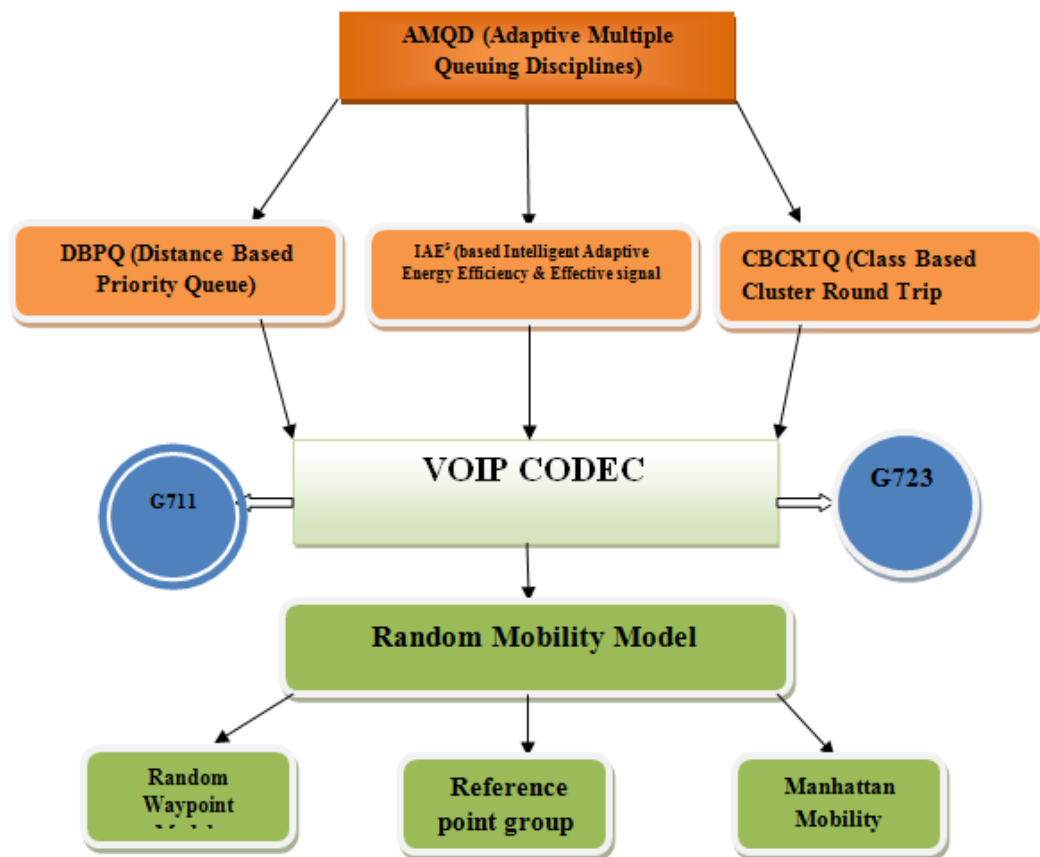 AMQD (Adaptive Multiple
Queuing Disciplines)
DBPQ (Distance Based
Priority Queue)
IAE⁵ (based Intelligent Adaptive
Energy Efficiency & Effective signal
CBCRTQ (Class Based
Cluster Round Trip
VOIP CODEC
G711
G723
Random Mobility Model
Random
Waypoint
Reference
point group
Manhattan
Mobility